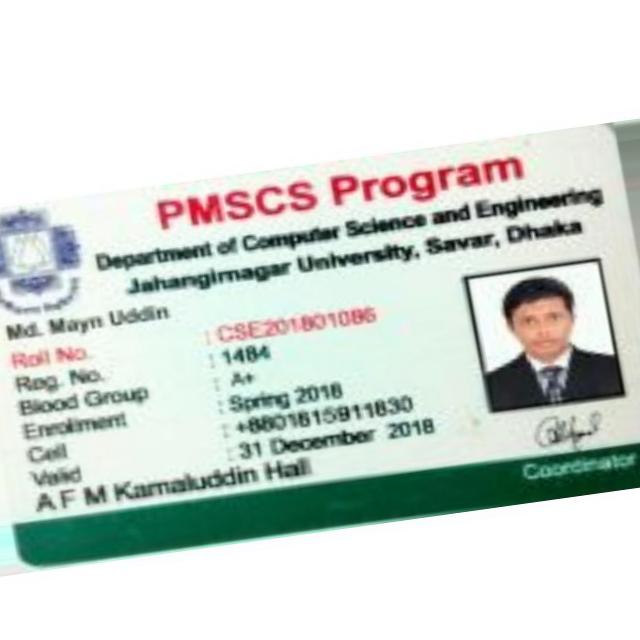 PMSCS Program
Department of Computer Science and Engineering
Jahangirnagar University, Savar, Dhaka
Md. Mayn Uddin
Roll No. : CSE201801086
Reg. No. : 1484
Blood Group : A+
Enrollment : Spring 2018
Cell : +8801815911830
Valid : 31 December 2018
A F M Kamaluddin Hall
Coordinator